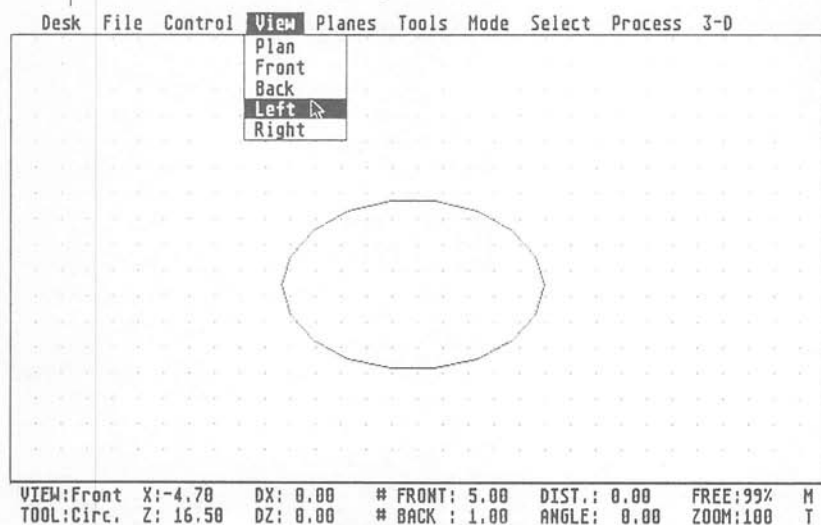 Desk File Control View Planes Tools Mode Select Process 3-D
Plan
Front
Back
Left
Right
VIEW:Front X:-4.70 DX: 0.00 # FRONT: 5.00 DIST.: 0.00 FREE:99% M
TOOL:Circ. Z: 16.50 DZ: 0.00 # BACK : 1.00 ANGLE: 0.00 ZOOM:100 T